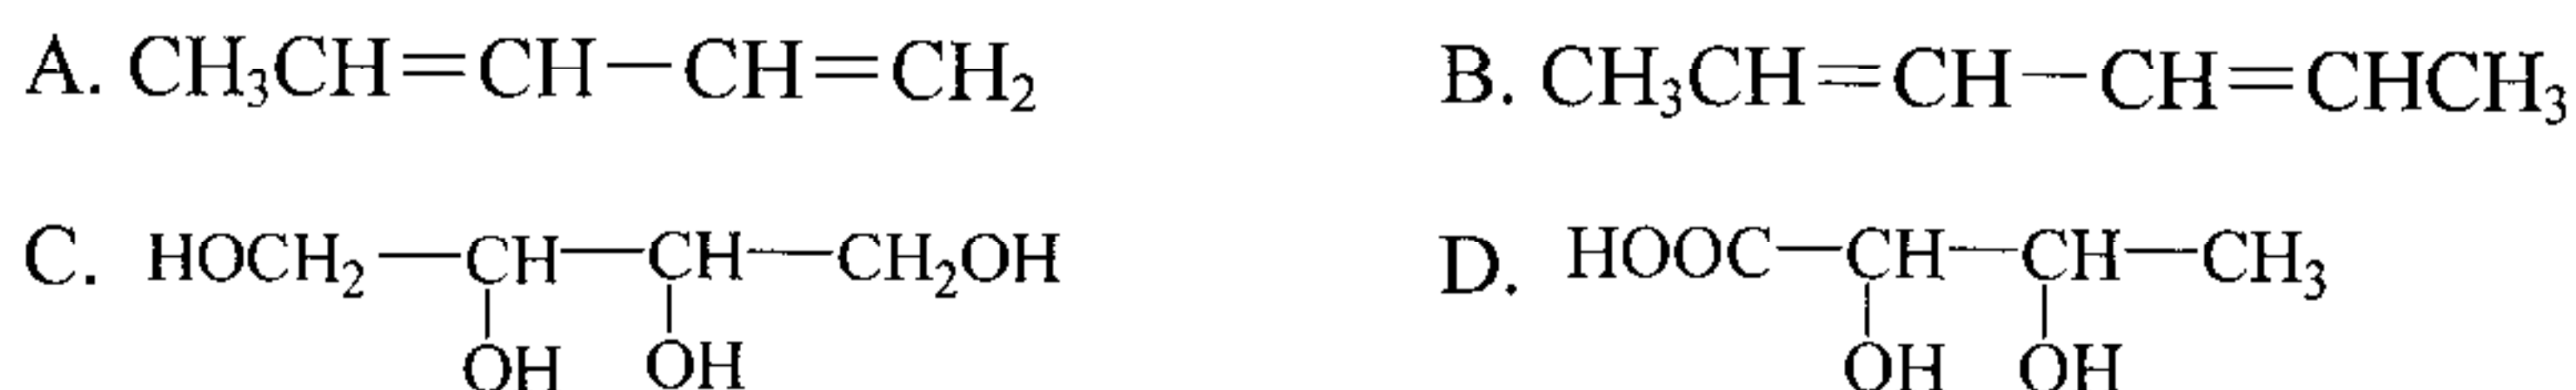 A. CH₃CH=CH—CH=CH₂ B. CH₃CH=CH—CH=CHCH₃
C. HOCH₂—CH—CH—CH₂OH D. HOOC—CH—CH—CH₃
OH OH OH OH